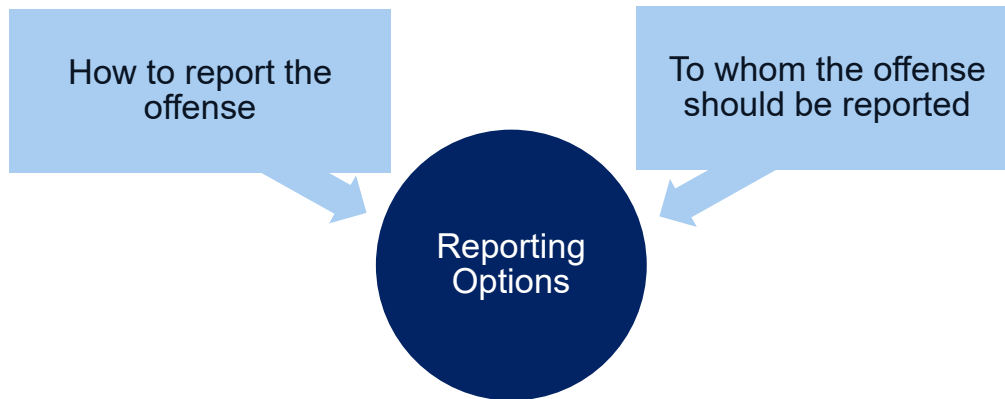 How to report the
offense
To whom the offense
should be reported
Reporting
Options